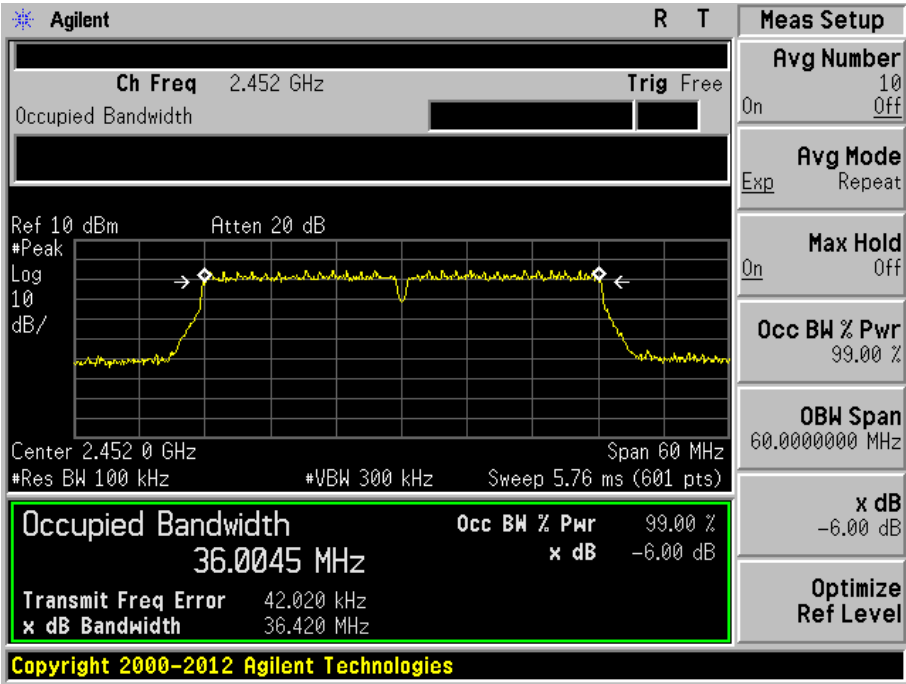 Agilent R T
Ch Freq 2.452 GHz Trig Free
Occupied Bandwidth
Ref 10 dBm Atten 20 dB
#Peak
Log
10
dB/
Center 2.452 0 GHz Span 60 MHz
#Res BW 100 kHz #VBW 300 kHz Sweep 5.76 ms (601 pts)
Occupied Bandwidth Occ BW % Pwr 99.00 %
36.0045 MHz x dB -6.00 dB
Transmit Freq Error 42.020 kHz
x dB Bandwidth 36.420 MHz
Copyright 2000-2012 Agilent Technologies
Meas Setup
Avg Number
10
On Off
Avg Mode
Exp Repeat
Max Hold
On Off
Occ BW % Pwr
99.00 %
OBW Span
60.0000000 MHz
x dB
-6.00 dB
Optimize
Ref Level